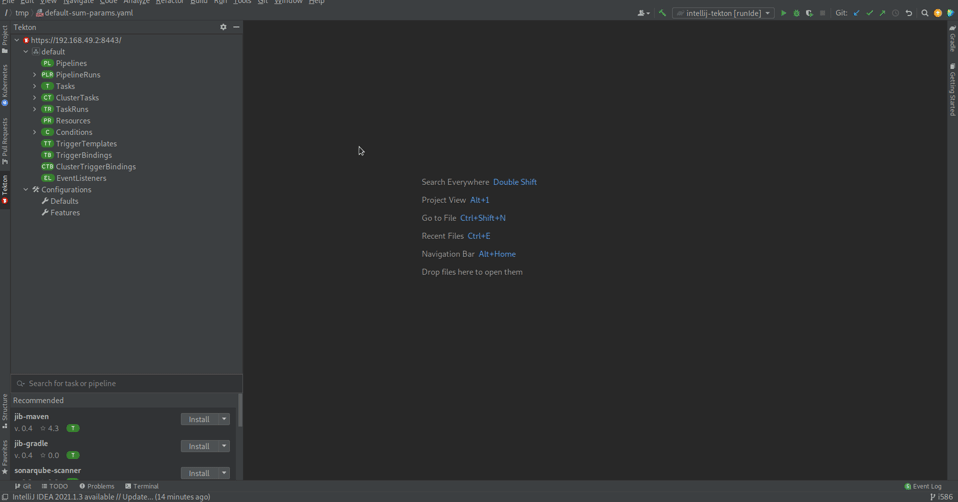 File Edit View Navigate Code Analyze Refactor Build Run Tools Git Window Help
/ tmp default-sum-params.yaml
intellij-tekton [runIde]
Git:
Tekton
https://192.168.49.2:8443/
default
PL Pipelines
PLR PipelineRuns
T Tasks
CT ClusterTasks
TR TaskRuns
PR Resources
C Conditions
TT TriggerTemplates
TB TriggerBindings
CTB ClusterTriggerBindings
EL EventListeners
Configurations
Defaults
Features
Project
Kubernetes
Pull Requests
Tekton
Structure
Favorites
Search Everywhere Double Shift
Project View Alt+1
Go to File Ctrl+Shift+N
Recent Files Ctrl+E
Navigation Bar Alt+Home
Drop files here to open them
Gradle
Getting Started
Search for task or pipeline
Recommended
jib-maven
v. 0.4 4.3 T
Install
jib-gradle
v. 0.4 0.0 T
Install
sonarqube-scanner
Install
Git TODO Problems Terminal
Event Log
IntelliJ IDEA 2021.1.3 available // Update... (14 minutes ago)
i586